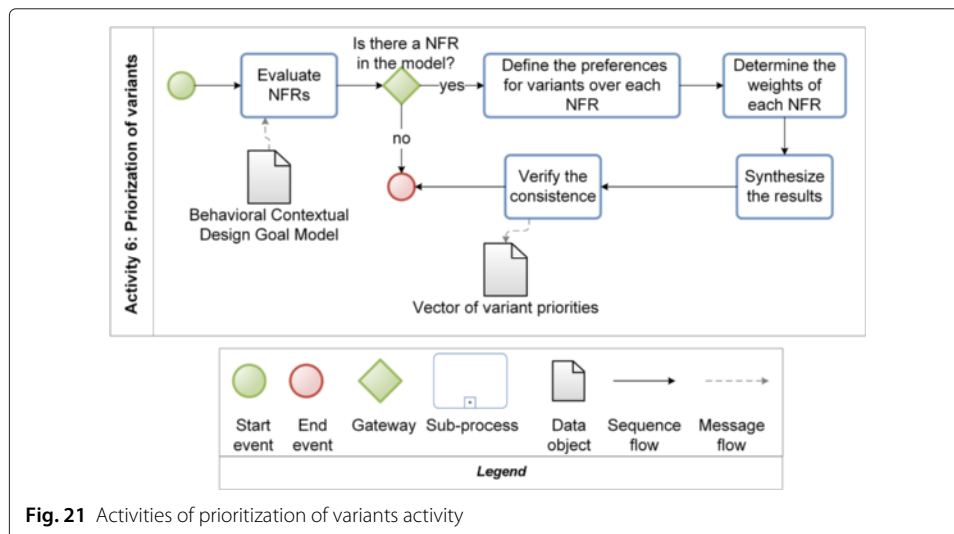 Activity 6: Priorization of variants
Evaluate
NFRs
Is there a NFR
in the model?
yes
no
Define the preferences
for variants over each
NFR
Determine the
weights of
each NFR
Synthesize
the results
Verify the
consistence
Behavioral Contextual
Design Goal Model
Vector of variant priorities
Start
event
End
event
Gateway
Sub-process
Data
object
Sequence
flow
Message
flow
Legend
Fig. 21 Activities of prioritization of variants activity